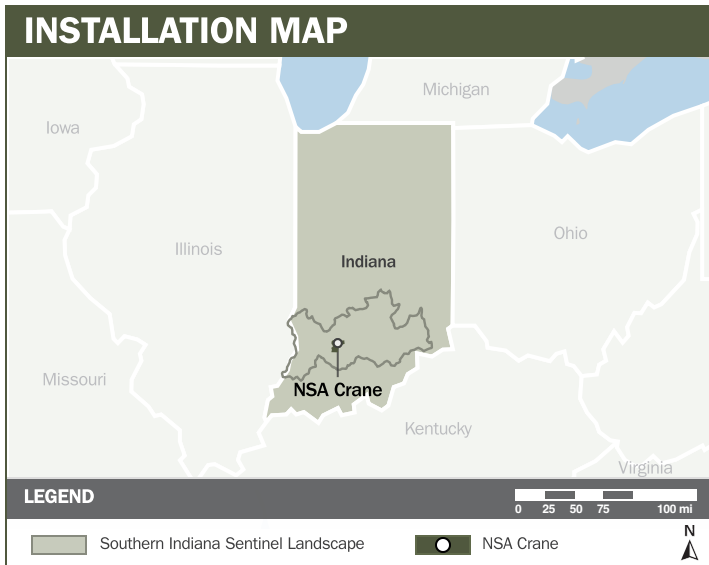 INSTALLATION MAP
Michigan
Iowa
Illinois
Ohio
Indiana
Missouri
NSA Crane
Kentucky
Virginia
LEGEND
0 25 50 75 100 mi
Southern Indiana Sentinel Landscape
NSA Crane
N